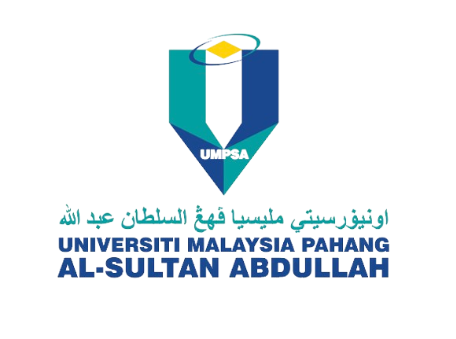 UMPSA
اونيۏرسيتي مليسيا ڤهڠ السلطان عبد الله
UNIVERSITI MALAYSIA PAHANG
AL-SULTAN ABDULLAH